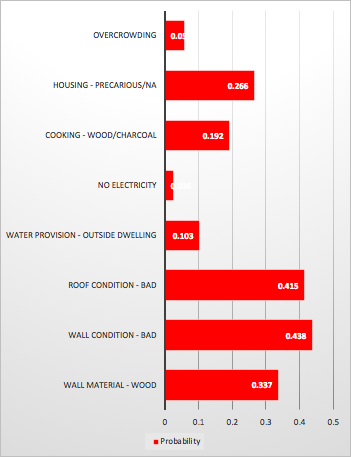 OVERCROWDING
HOUSING - PRECARIOUS/NA
0.266
COOKING - WOOD/CHARCOAL
0.192
NO ELECTRICITY
WATER PROVISION - OUTSIDE DWELLING
0.103
ROOF CONDITION - BAD
0.415
WALL CONDITION - BAD
0.438
WALL MATERIAL - WOOD
0.337
0 0.1 0.2 0.3 0.4 0.5
Probability